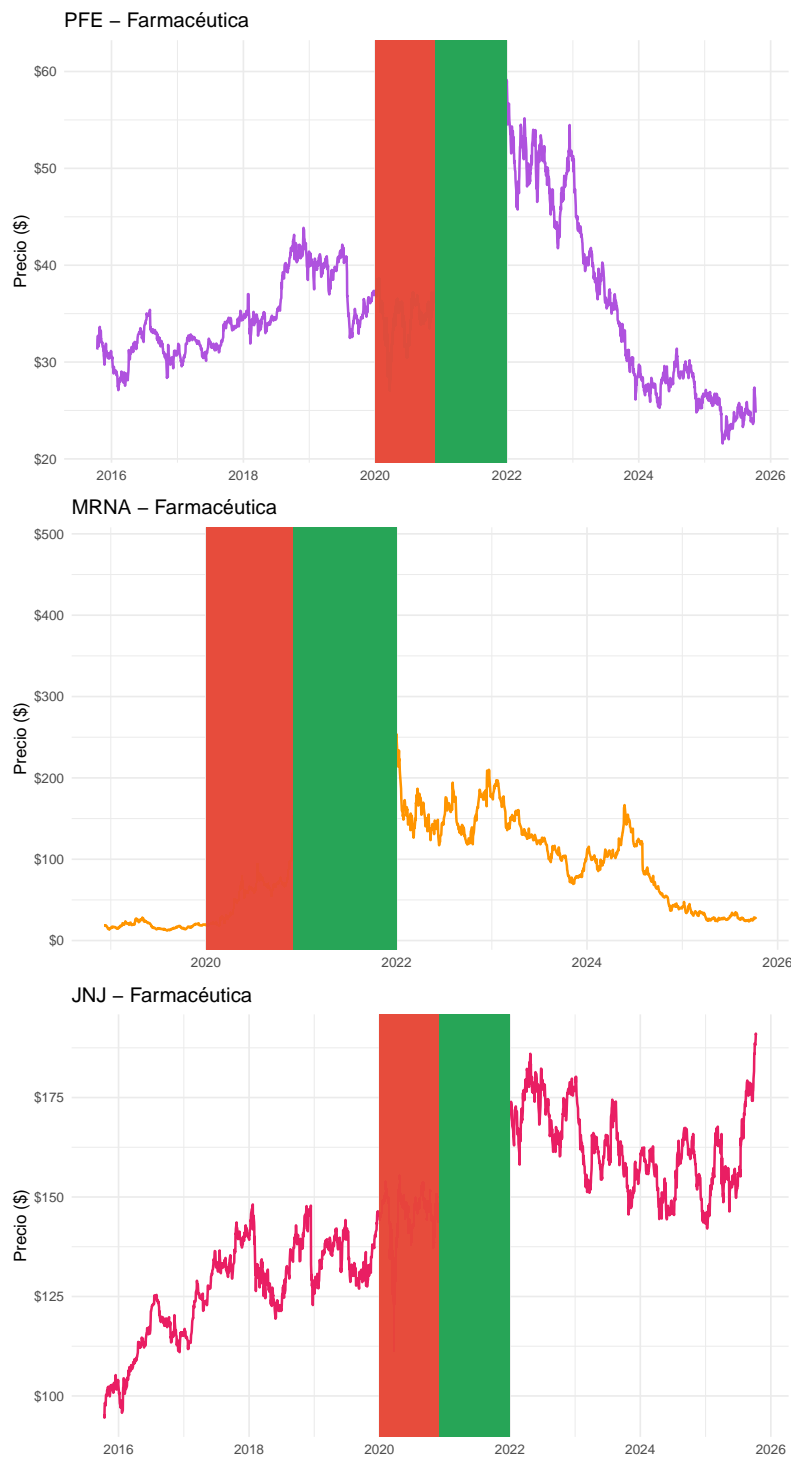 PFE − Farmacéutica
Precio ($)
$60
$50
$40
$30
$20
2016 2018 2020 2022 2024 2026
MRNA − Farmacéutica
Precio ($)
$500
$400
$300
$200
$100
$0
2020 2022 2024 2026
JNJ − Farmacéutica
Precio ($)
$175
$150
$125
$100
2016 2018 2020 2022 2024 2026